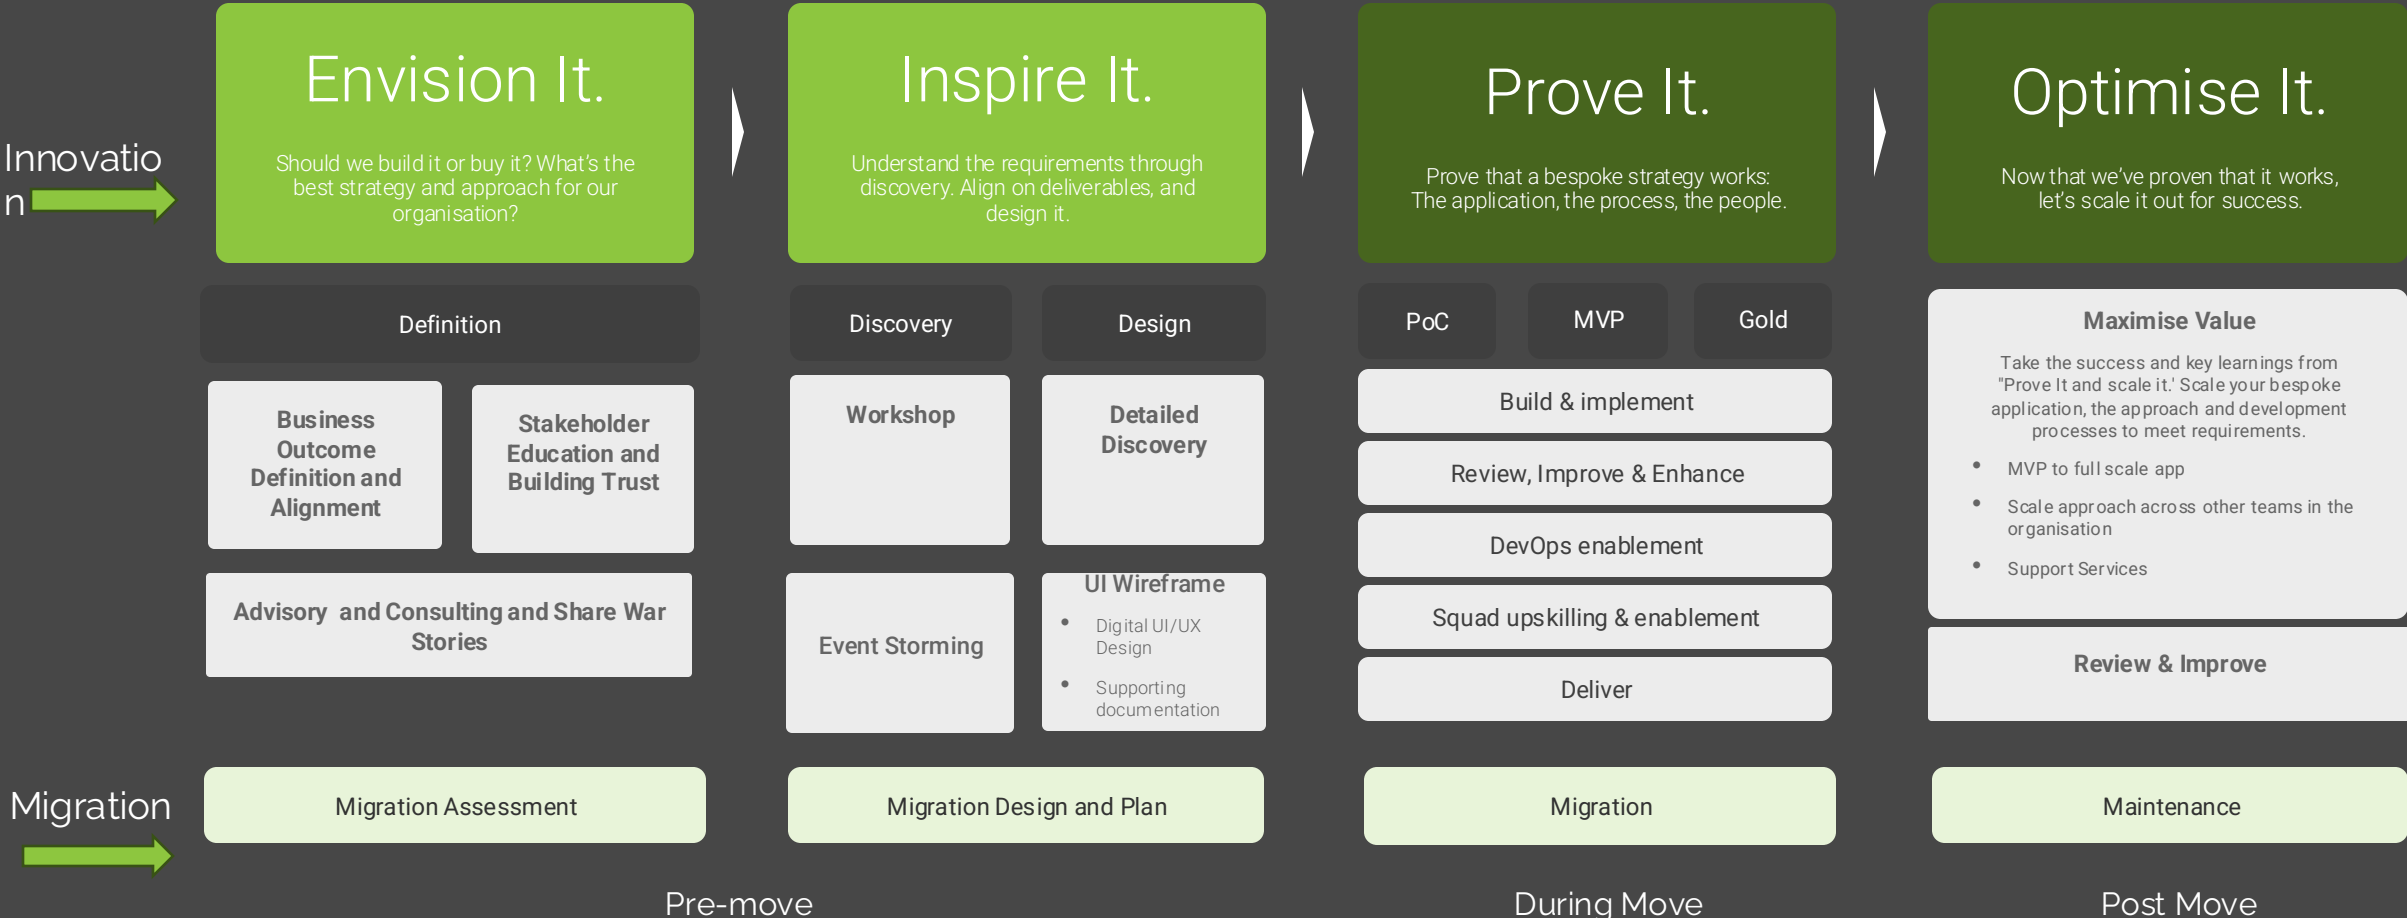 Innovatio
n
Envision It.
Should we build it or buy it? What's the
best strategy and approach for our
organisation?
Inspire It.
Understand the requirements through
discovery. Align on deliverables, and
design it.
Prove It.
Prove that a bespoke strategy works:
The application, the process, the people.
Optimise It.
Now that we've proven that it works,
let's scale it out for success.
Definition
Business
Outcome
Definition and
Alignment
Stakeholder
Education and
Building Trust
Advisory and Consulting and Share War
Stories
Discovery
Design
Workshop
Detailed
Discovery
Event Storming
UI Wireframe
• Digital UI/UX
Design
• Supporting
documentation
PoC
MVP
Gold
Build & implement
Review, Improve & Enhance
DevOps enablement
Squad upskilling & enablement
Deliver
Maximise Value
Take the success and key learnings from
"Prove It and scale it.' Scale your bespoke
application, the approach and development
processes to meet requirements.
• MVP to full scale app
• Scale approach across other teams in the
organisation
• Support Services
Review & Improve
Migration
Migration Assessment
Migration Design and Plan
Migration
Maintenance
Pre-move
During Move
Post Move